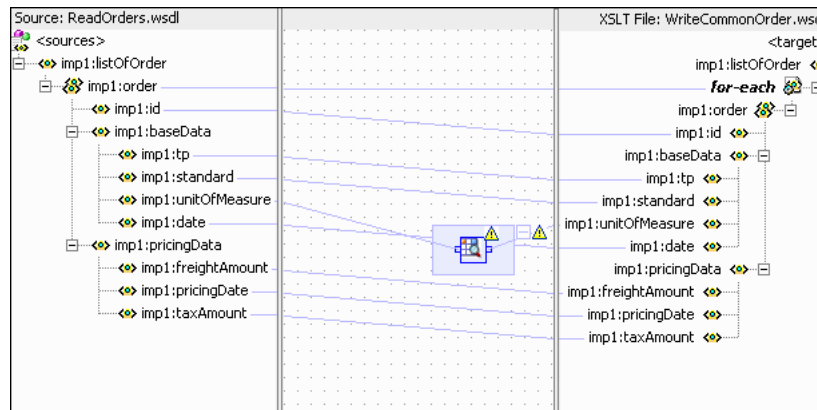 Source: ReadOrders.wsdl
<sources>
imp1:listOfOrder
imp1:order
imp1:id
imp1:baseData
imp1:tp
imp1:standard
imp1:unitOfMeasure
imp1:date
imp1:pricingData
imp1:freightAmount
imp1:pricingDate
imp1:taxAmount
XSLT File: WriteCommonOrder.wsd
<target
imp1:listOfOrder
for-each
imp1:order
imp1:id
imp1:baseData
imp1:tp
imp1:standard
imp1:unitOfMeasure
imp1:date
imp1:pricingData
imp1:freightAmount
imp1:pricingDate
imp1:taxAmount